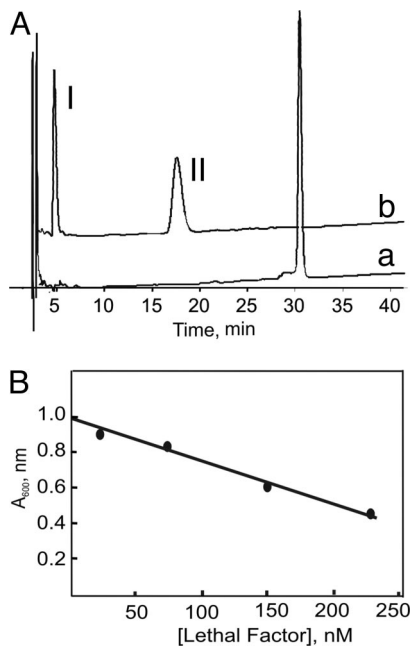 A
I
II
b
a
5 10 15 20 25 30 35 40
Time, min
B
1.0
0.8
0.6
0.4
0.2
A600, nm
50 100 150 200 250
[Lethal Factor], nM